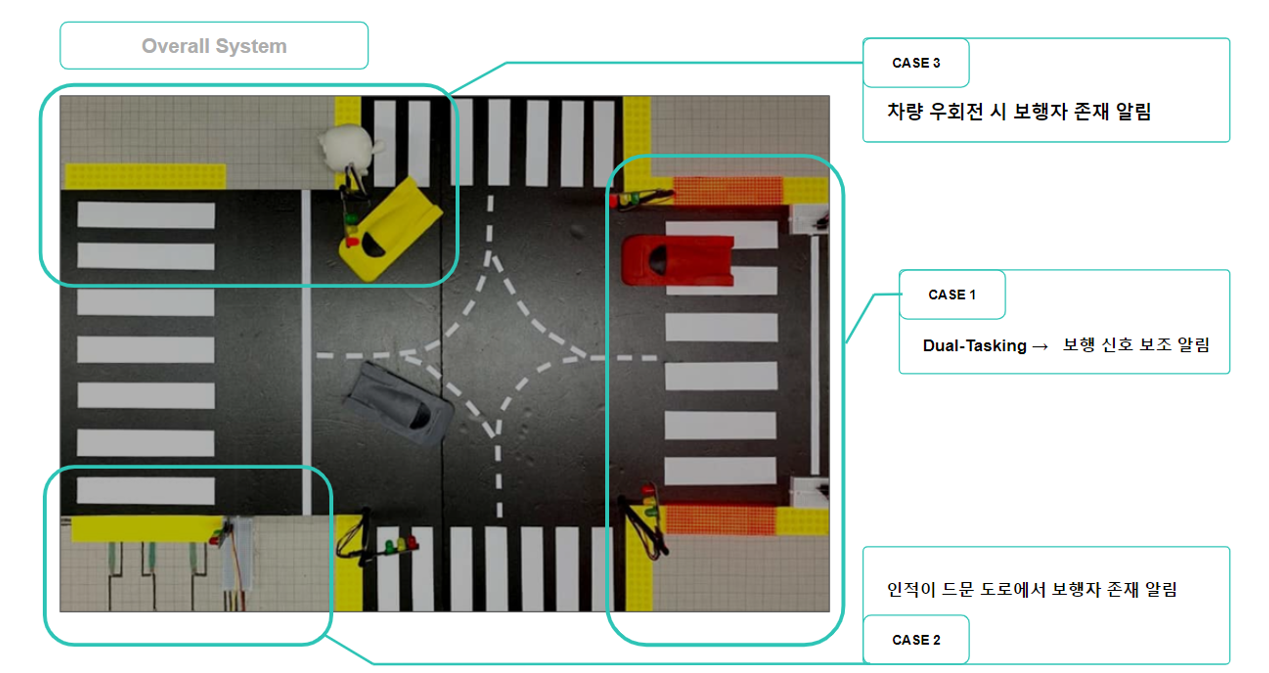 Overall System
CASE 3
차량 우회전 시 보행자 존재 알림
CASE 1
Dual-Tasking → 보행 신호 보조 알림
인적이 드문 도로에서 보행자 존재 알림
CASE 2